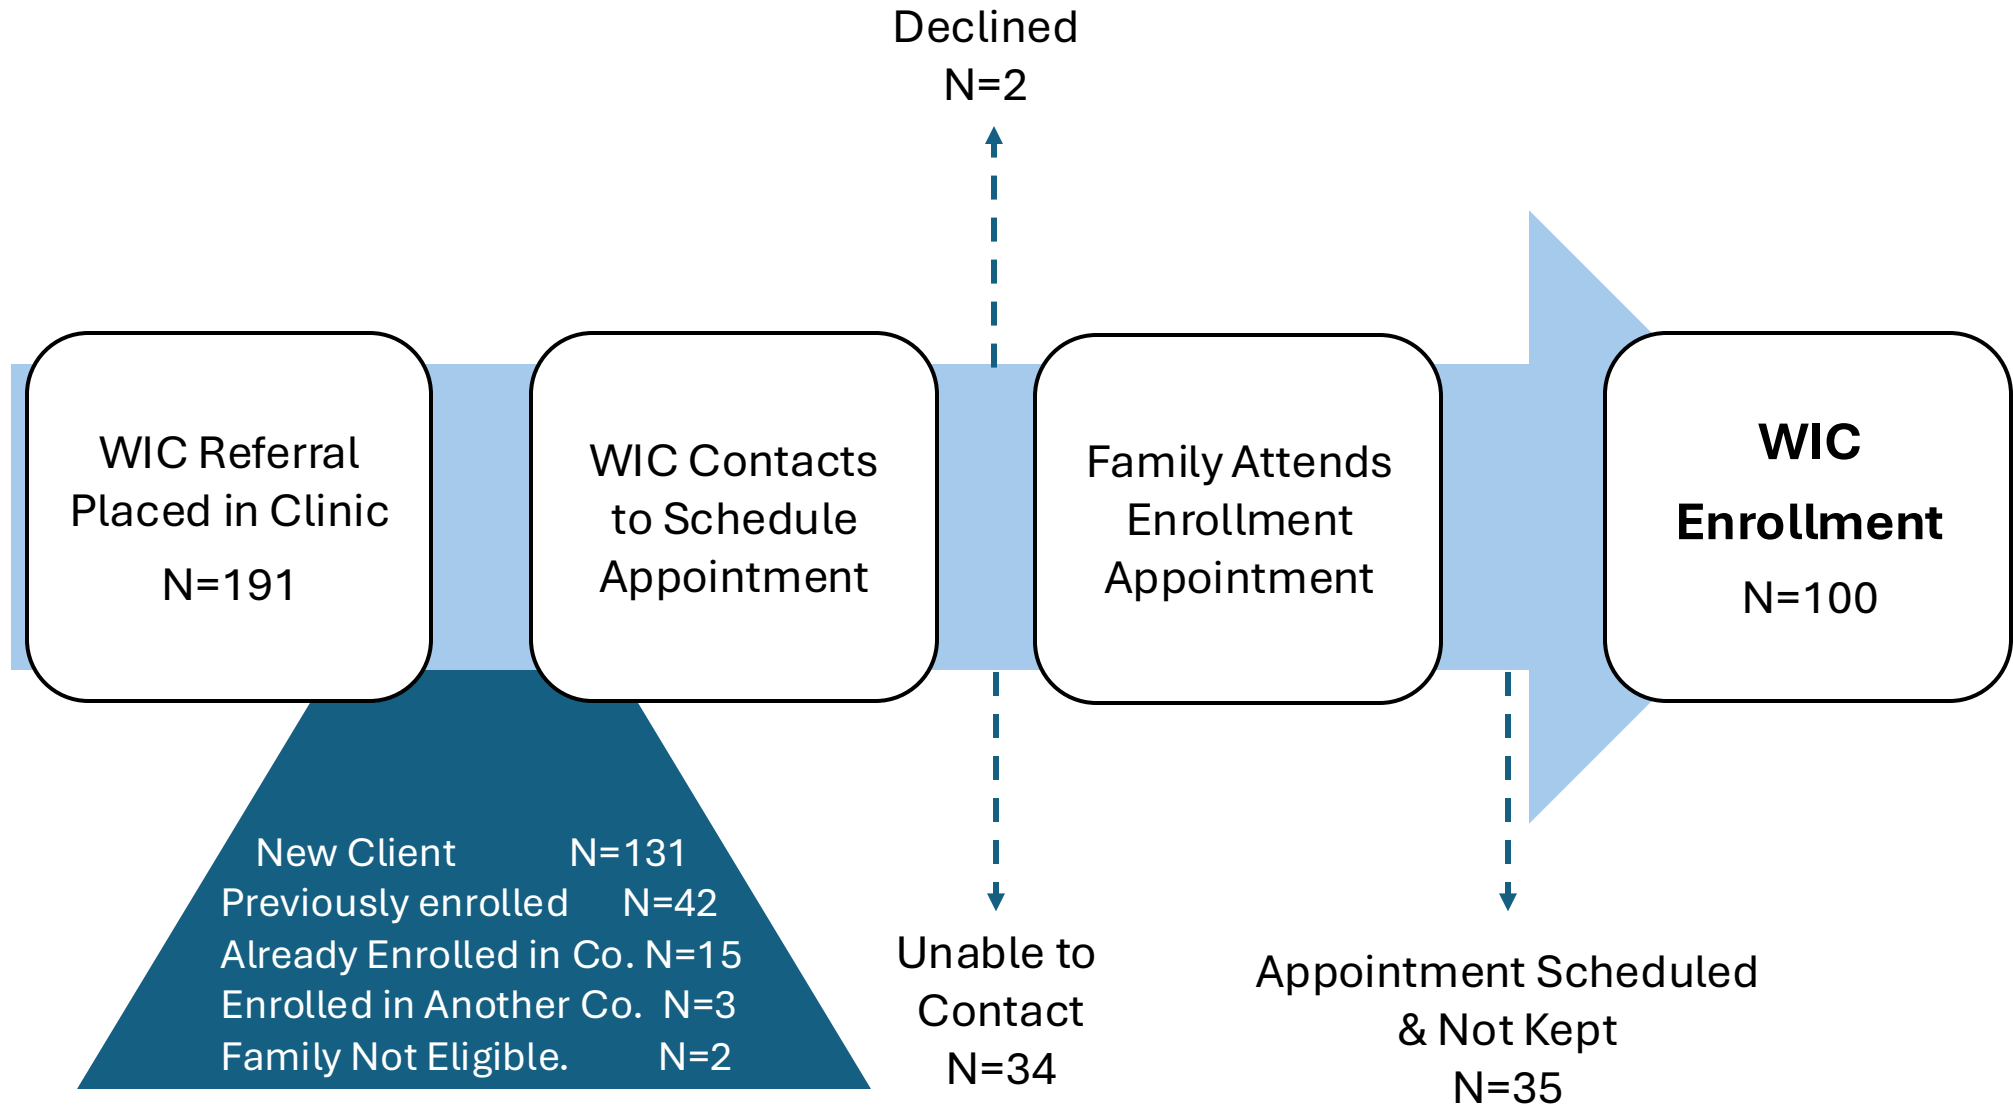 Declined
N=2
WIC Referral
Placed in Clinic
N=191
WIC Contacts
to Schedule
Appointment
Family Attends
Enrollment
Appointment
WIC
Enrollment
N=100
New Client N=131
Previously enrolled N=42
Already Enrolled in Co. N=15
Enrolled in Another Co. N=3
Family Not Eligible. N=2
Unable to
Contact
N=34
Appointment Scheduled
& Not Kept
N=35